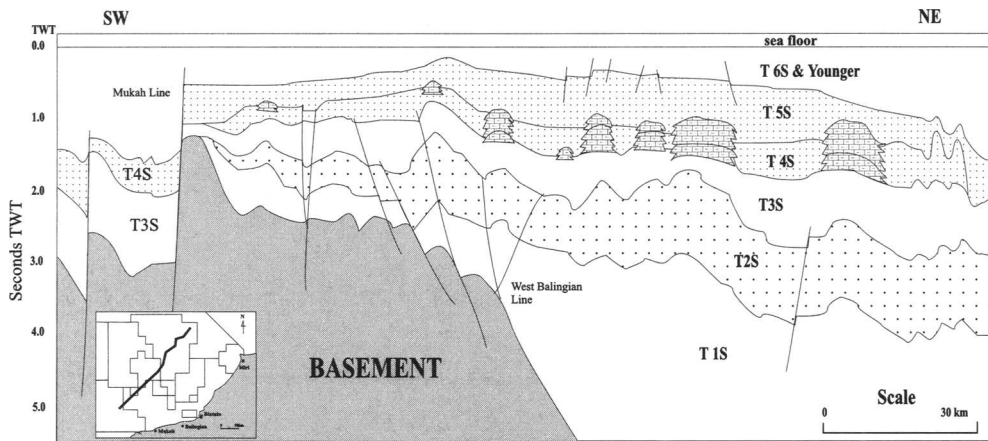 SW
NE
TWT
0.0
sea floor
T 6S & Younger
Mukah Line
1.0
T 5S
T4S
T 4S
2.0
T3S
T3S
Seconds TWT
3.0
T2S
West Balingian
Line
N
4.0
T 1S
Miri
BASEMENT
Scale
5.0
0
30 km
Bintulu
Mukah
Balingian
0